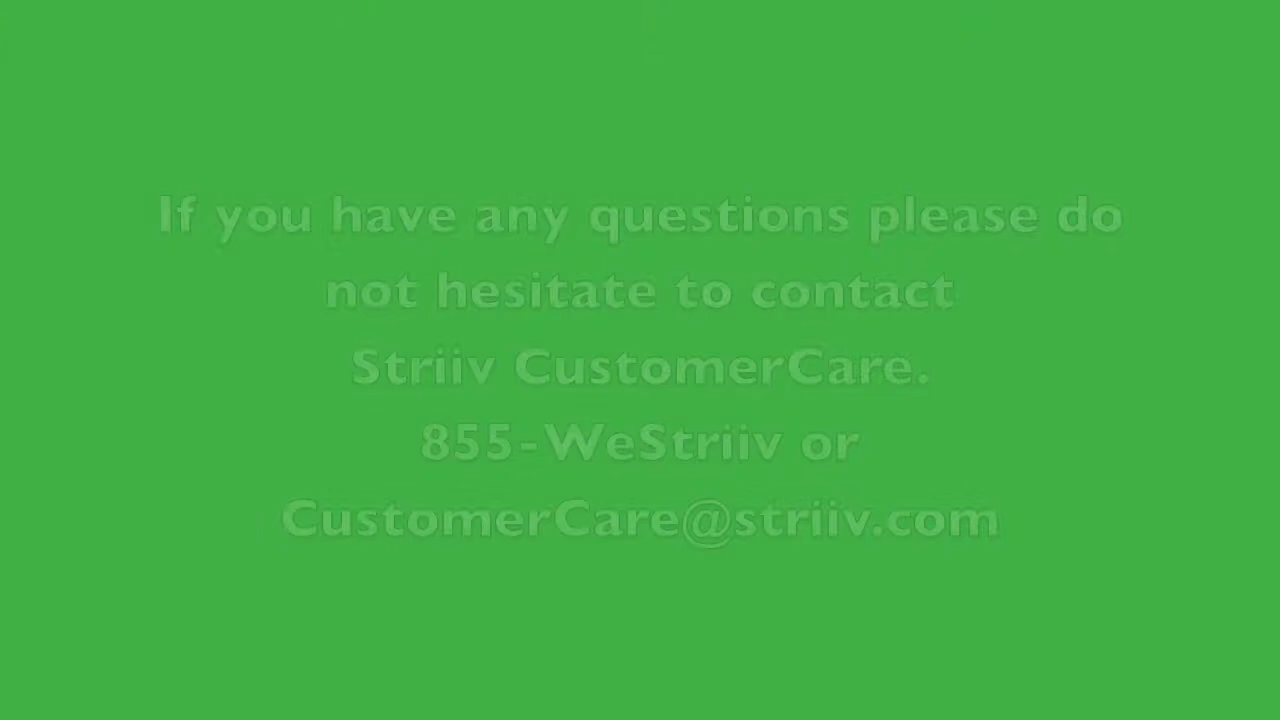 If you have any questions please do
not hesitate to contact
Striiv CustomerCare.
855-WeStriiv or
CustomerCare@striiv.com